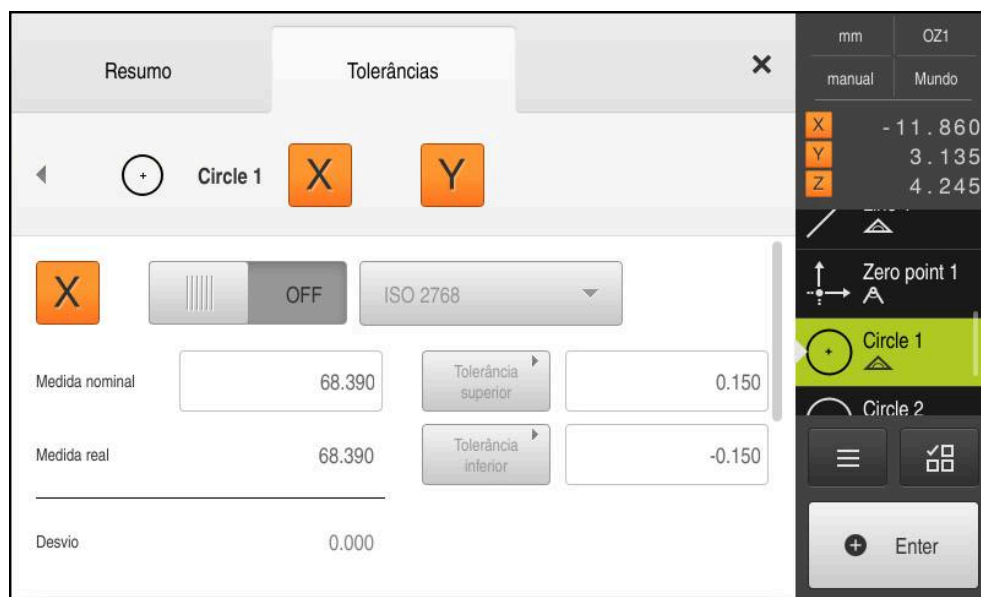 Resumo
Tolerâncias
Circle 1 X Y
X OFF ISO 2768
Medida nominal 68.390 Tolerância superior 0.150
Medida real 68.390 Tolerância inferior -0.150
Desvio 0.000
mm OZ1
manual Mundo
X -11.860
Y 3.135
Z 4.245
Zero point 1
Circle 1
Circle 2
Enter